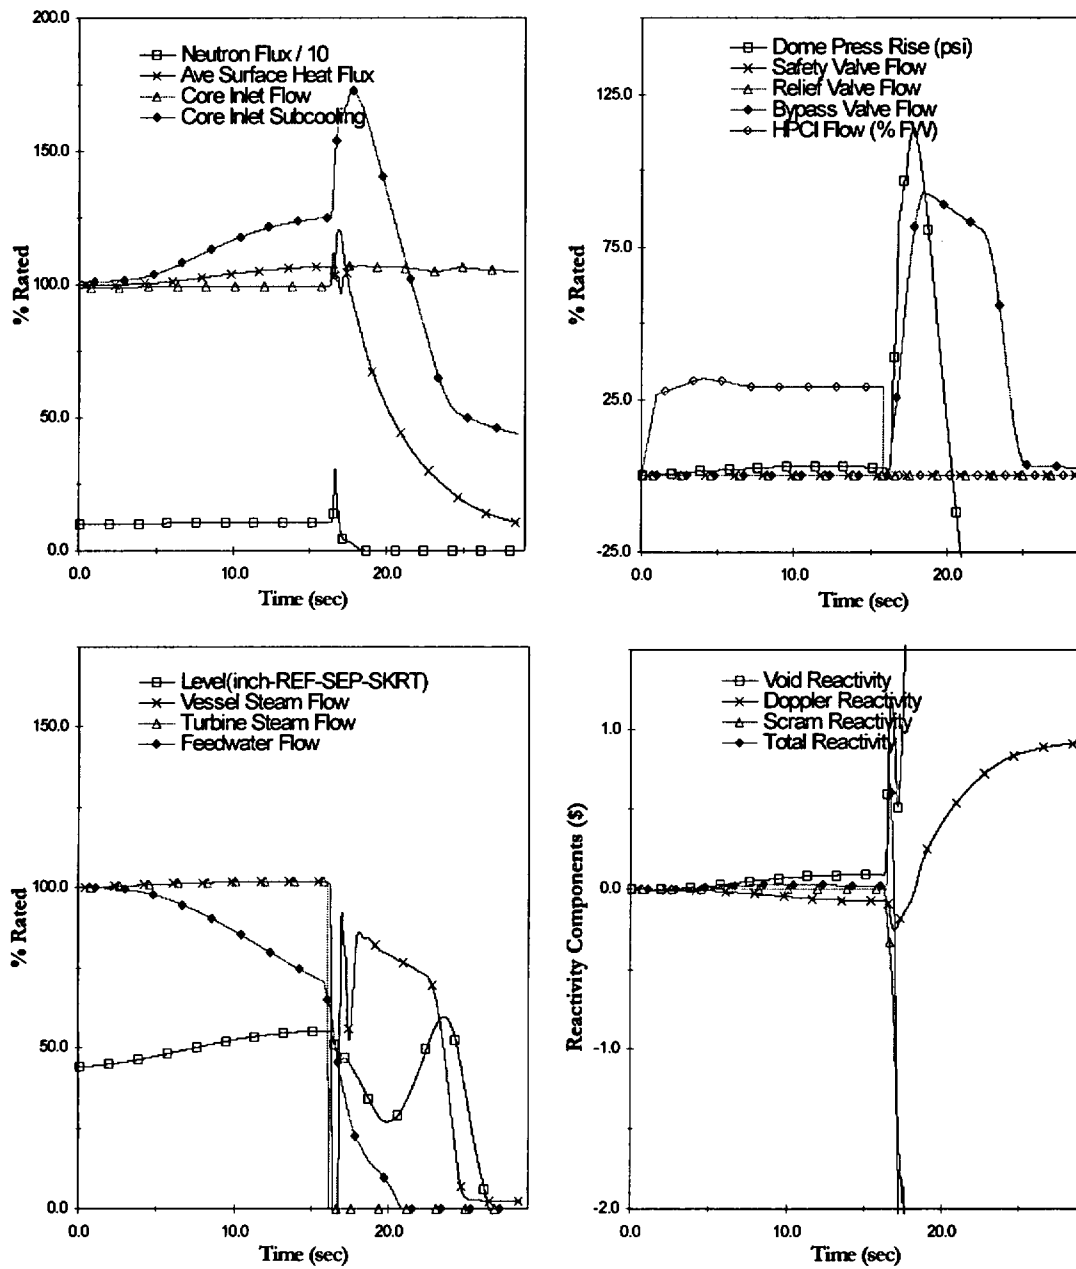 200.0
150.0
100.0
50.0
0.0
% Rated
Neutron Flux / 10
Ave Surface Heat Flux
Core Inlet Flow
Core Inlet Subcooling
0.0
10.0
20.0
Time (sec)
125.0
75.0
25.0
-25.0
% Rated
Dome Press Rise (psi)
Safety Valve Flow
Relief Valve Flow
Bypass Valve Flow
HPCI Flow (% FW)
0.0
10.0
20.0
Time (sec)
150.0
100.0
50.0
0.0
% Rated
Level(inch-REF-SEP-SKRT)
Vessel Steam Flow
Turbine Steam Flow
Feedwater Flow
0.0
10.0
20.0
Time (sec)
1.0
0.0
-1.0
-2.0
Reactivity Components ($)
Void Reactivity
Doppler Reactivity
Scram Reactivity
Total Reactivity
0.0
10.0
20.0
Time (sec)